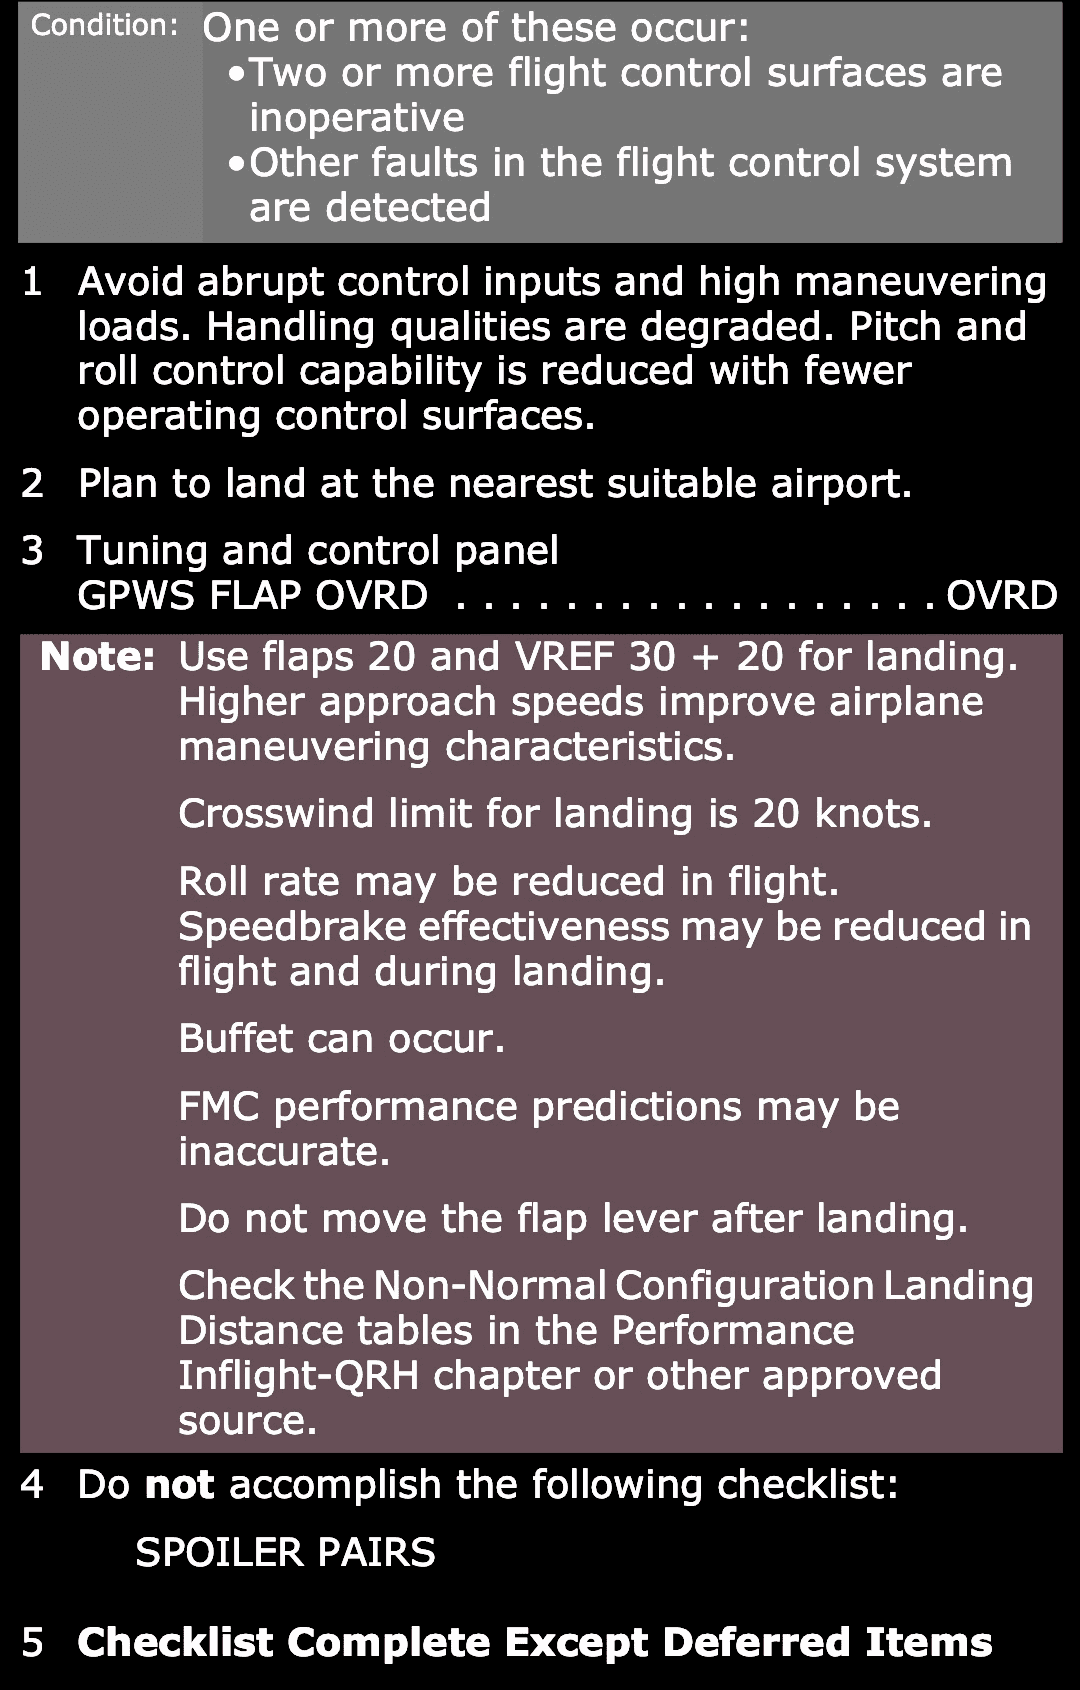 Condition: One or more of these occur:
•Two or more flight control surfaces are
inoperative
•Other faults in the flight control system
are detected
1 Avoid abrupt control inputs and high maneuvering
loads. Handling qualities are degraded. Pitch and
roll control capability is reduced with fewer
operating control surfaces.
2 Plan to land at the nearest suitable airport.
3 Tuning and control panel
GPWS FLAP OVRD . . . . . . . . . . . . . . . . . . OVRD
Note: Use flaps 20 and VREF 30 + 20 for landing.
Higher approach speeds improve airplane
maneuvering characteristics.
Crosswind limit for landing is 20 knots.
Roll rate may be reduced in flight.
Speedbrake effectiveness may be reduced in
flight and during landing.
Buffet can occur.
FMC performance predictions may be
inaccurate.
Do not move the flap lever after landing.
Check the Non-Normal Configuration Landing
Distance tables in the Performance
Inflight-QRH chapter or other approved
source.
4 Do not accomplish the following checklist:
SPOILER PAIRS
5 Checklist Complete Except Deferred Items